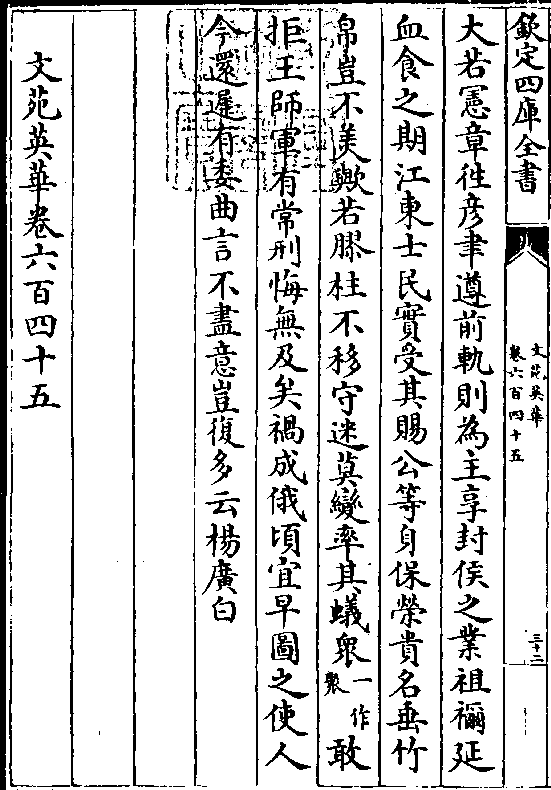 欽定四庫全書
文苑英華
卷六百四十五
三十二
大若憲章徃彦聿遵前軌則為主享封侯之業祖禰延
血食之期江東士民實受其賜公等身保榮貴名垂竹
帛豈不美歟若膠柱不移守迷莫變率其蟻衆一作聚敢
拒王師軍有常刑悔無及矣禍成俄頃宜早圖之使人
今還遲有委曲言不盡意豈復多云楊廣白
文苑英華卷六百四十五